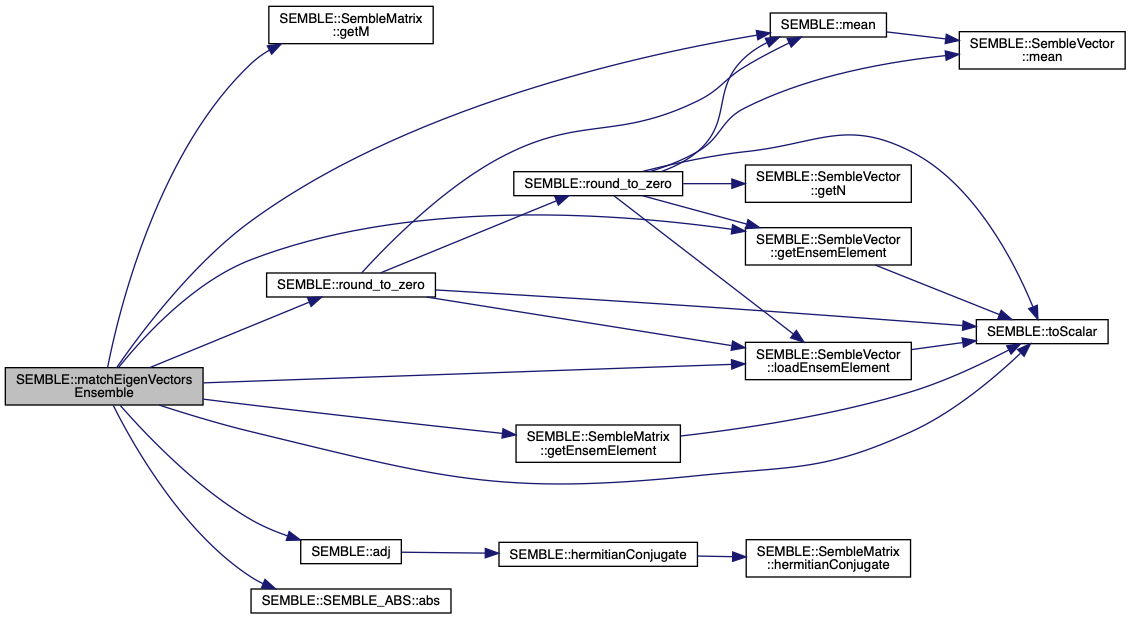 SEMBLE::SembleMatrix
::getM
SEMBLE::mean
SEMBLE::SembleVector
::mean
SEMBLE::round_to_zero
SEMBLE::SembleVector
::getN
SEMBLE::SembleVector
::getEnsemElement
SEMBLE::round_to_zero
SEMBLE::toScalar
SEMBLE::SembleVector
::loadEnsemElement
SEMBLE::matchEigenVectors
Ensemble
SEMBLE::SembleMatrix
::getEnsemElement
SEMBLE::adj
SEMBLE::hermitianConjugate
SEMBLE::SembleMatrix
::hermitianConjugate
SEMBLE::SEMBLE_ABS::abs